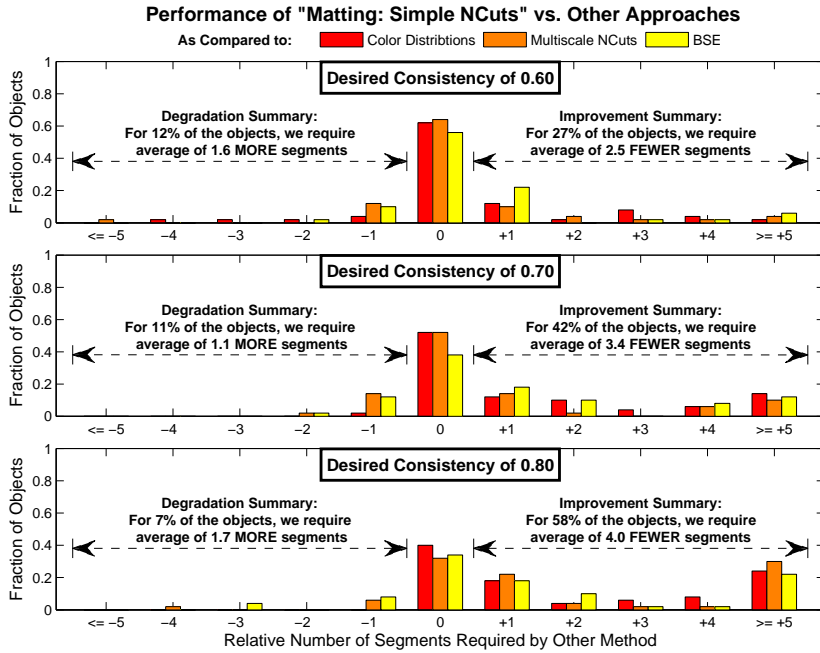 Performance of "Matting: Simple NCuts" vs. Other Approaches
As Compared to: Color Distribtions Multiscale NCuts BSE
Desired Consistency of 0.60
Degradation Summary:
For 12% of the objects, we require
average of 1.6 MORE segments
Improvement Summary:
For 27% of the objects, we require
average of 2.5 FEWER segments
Fraction of Objects
1
0.8
0.6
0.4
0.2
0
<= −5 −4 −3 −2 −1 0 +1 +2 +3 +4 >= +5
Desired Consistency of 0.70
Degradation Summary:
For 11% of the objects, we require
average of 1.1 MORE segments
Improvement Summary:
For 42% of the objects, we require
average of 3.4 FEWER segments
Fraction of Objects
1
0.8
0.6
0.4
0.2
0
<= −5 −4 −3 −2 −1 0 +1 +2 +3 +4 >= +5
Desired Consistency of 0.80
Degradation Summary:
For 7% of the objects, we require
average of 1.7 MORE segments
Improvement Summary:
For 58% of the objects, we require
average of 4.0 FEWER segments
Fraction of Objects
1
0.8
0.6
0.4
0.2
0
<= −5 −4 −3 −2 −1 0 +1 +2 +3 +4 >= +5
Relative Number of Segments Required by Other Method